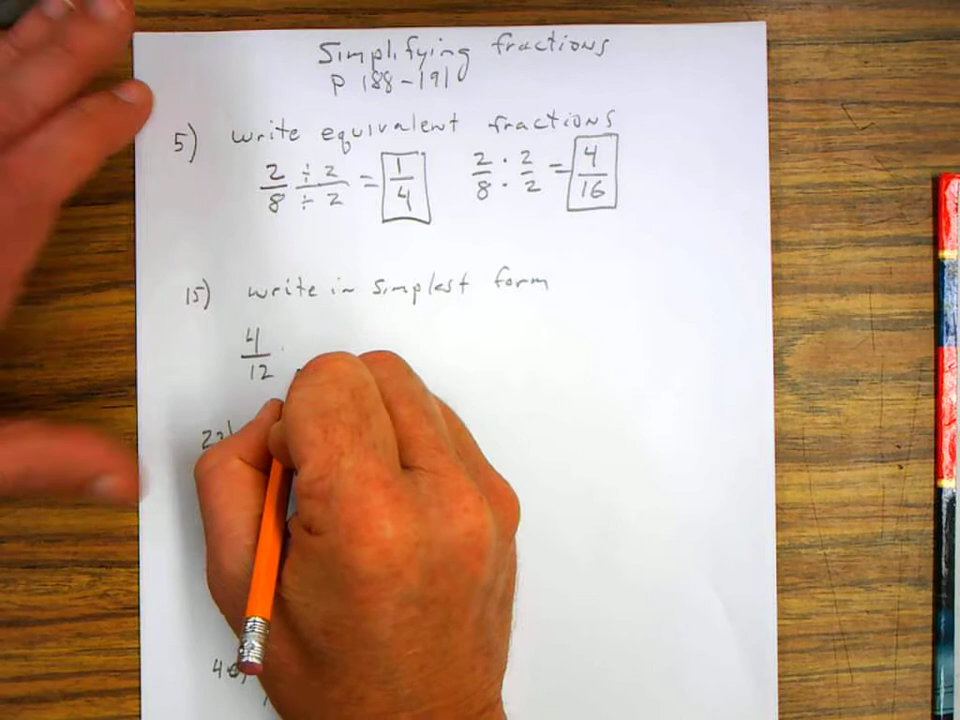 Simplifying fractions
P 188-191
5) write equivalent fractions
2/8 ÷ 2/÷ 2 = 1/4 2/8 · 2/2 = 4/16
15) write in simplest form
4/12